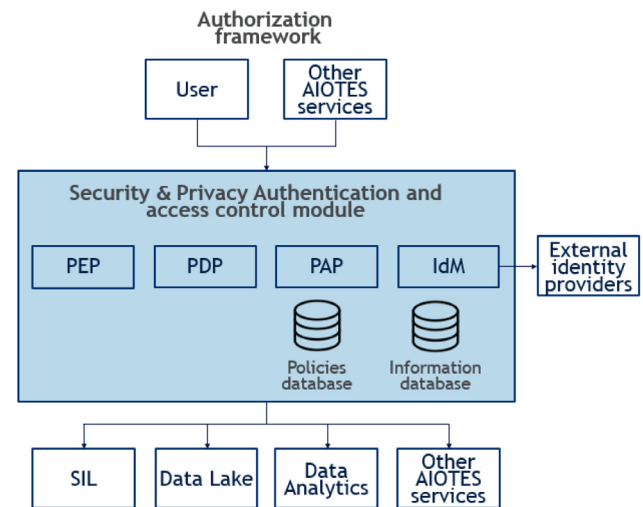 Authorization
framework
User
Other
AIOTES
services
Security & Privacy Authentication and
access control module
PEP
PDP
PAP
IdM
External
identity
providers
Policies
database
Information
database
SIL
Data Lake
Data
Analytics
Other
AIOTES
services